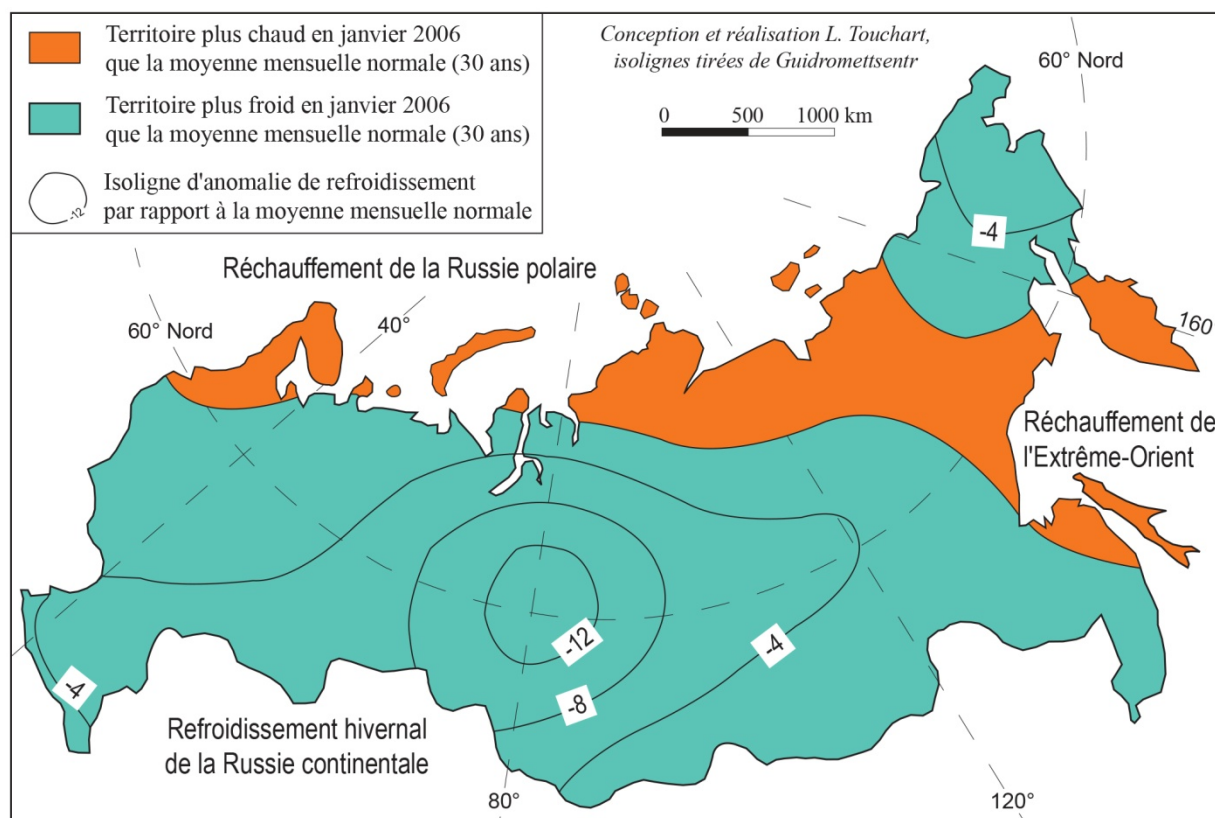 Territoire plus chaud en janvier 2006
que la moyenne mensuelle normale (30 ans)
Territoire plus froid en janvier 2006
que la moyenne mensuelle normale (30 ans)
-12
Isoligne d'anomalie de refroidissement
par rapport à la moyenne mensuelle normale
Conception et réalisation L. Touchart,
isolignes tirées de Guidromettsentr
0 500 1000 km
60° Nord
-4
Réchauffement de la Russie polaire
60° Nord
40°
160
Réchauffement de
l'Extrême-Orient
-12
-4
-8
-4
Refroidissement hivernal
de la Russie continentale
80°
120°